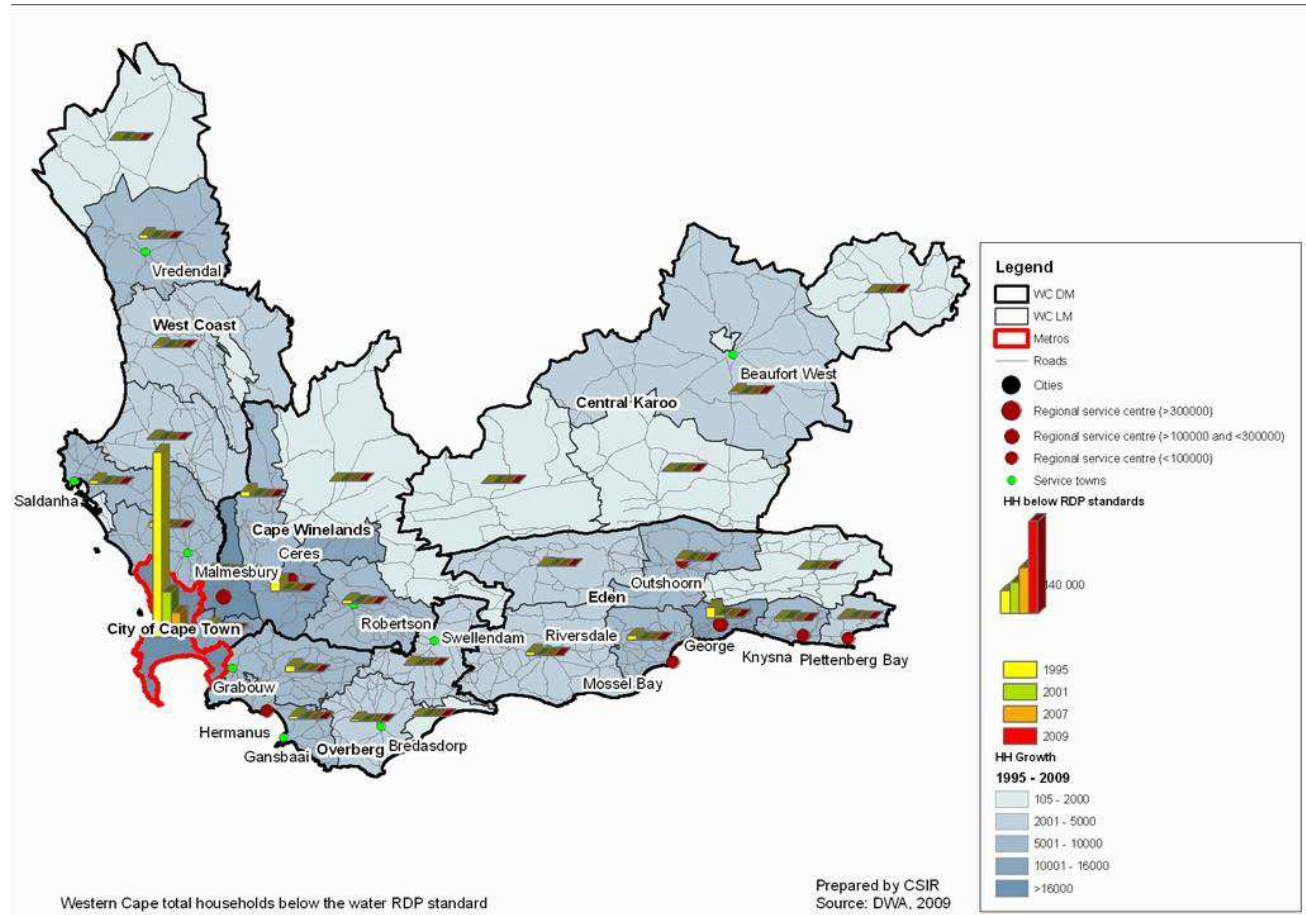 Vredendal
West Coast
Beaufort West
Central Karoo
Saldanha
Cape Winelands
Ceres
Malmesbury
Outshoorn
Eden
City of Cape Town
Robertson
Swellendam
Riversdale
George
Knysna
Plettenberg Bay
Grabouw
Mossel Bay
Hermanus
Gansbaai
Overberg
Bredasdorp
Legend
WC DM
WC LM
Metros
Roads
Cities
Regional service centre (>300000)
Regional service centre (>100000 and <300000)
Regional service centre (<100000)
Service towns
HH below RDP standards
140 000
1995
2001
2007
2009
HH Growth
1995 - 2009
105 - 2000
2001 - 5000
5001 - 10000
10001 - 16000
>16000
Western Cape total households below the water RDP standard
Prepared by CSIR
Source: DWA, 2009